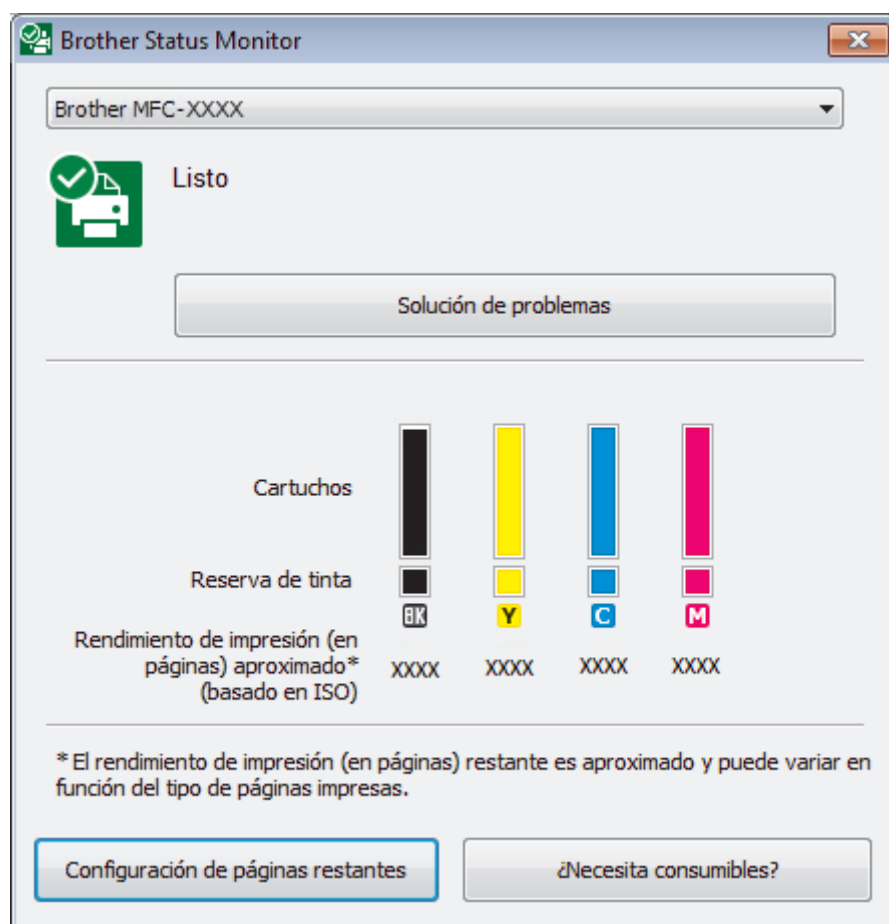 Brother Status Monitor
Brother MFC-XXXX
Listo
Solución de problemas
Cartuchos
Reserva de tinta
BK Y C M
Rendimiento de impresión (en
páginas) aproximado*
(basado en ISO)
XXXX XXXX XXXX XXXX
* El rendimiento de impresión (en páginas) restante es aproximado y puede variar en
función del tipo de páginas impresas.
Configuración de páginas restantes
¿Necesita consumibles?